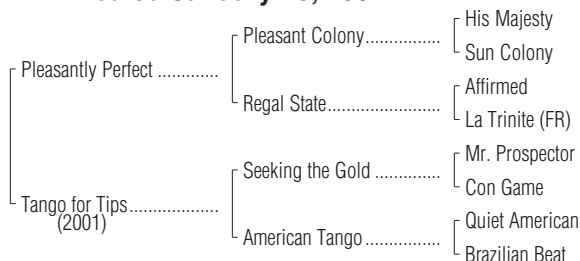 Pleasantly Perfect .............
Pleasant Colony................
His Majesty
Sun Colony
Regal State........................
Affirmed
La Trinite (FR)
Tango for Tips...................
(2001)
Seeking the Gold ..............
Mr. Prospector
Con Game
American Tango ................
Quiet American
Brazilian Beat